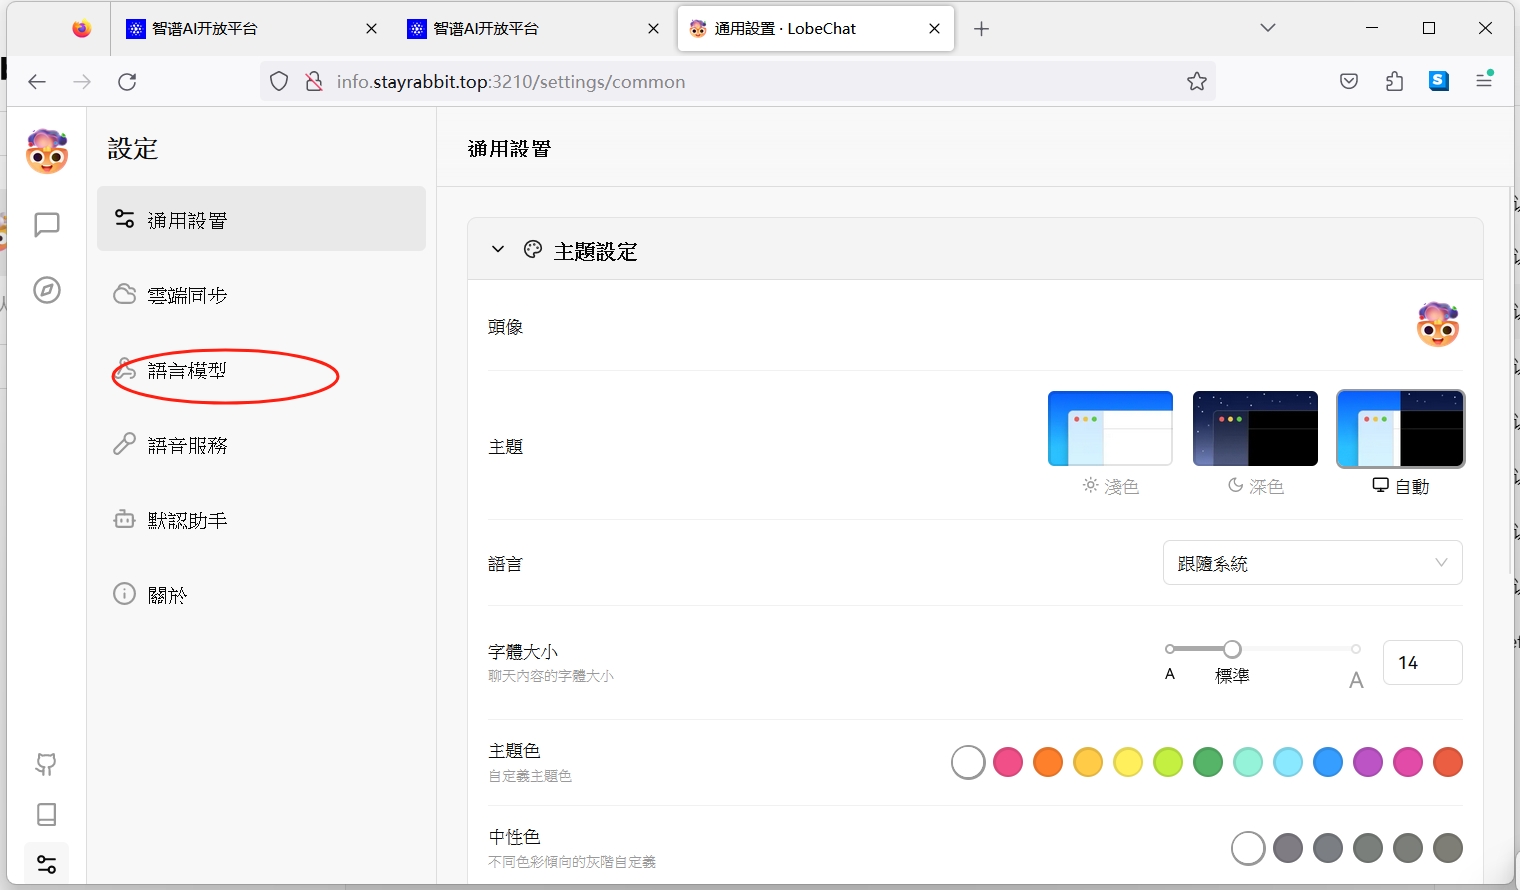 智谱AI开放平台
智谱AI开放平台
通用設置 · LobeChat
info.stayrabbit.top:3210/settings/common
設定
通用設置
雲端同步
語言模型
語音服務
默認助手
關於
通用設置
主題設定
頭像
主題
淺色
深色
自動
語言
跟隨系統
字體大小
聊天內容的字體大小
A
標準
A
14
主題色
自定義主題色
中性色
不同色彩傾向的灰階自定義